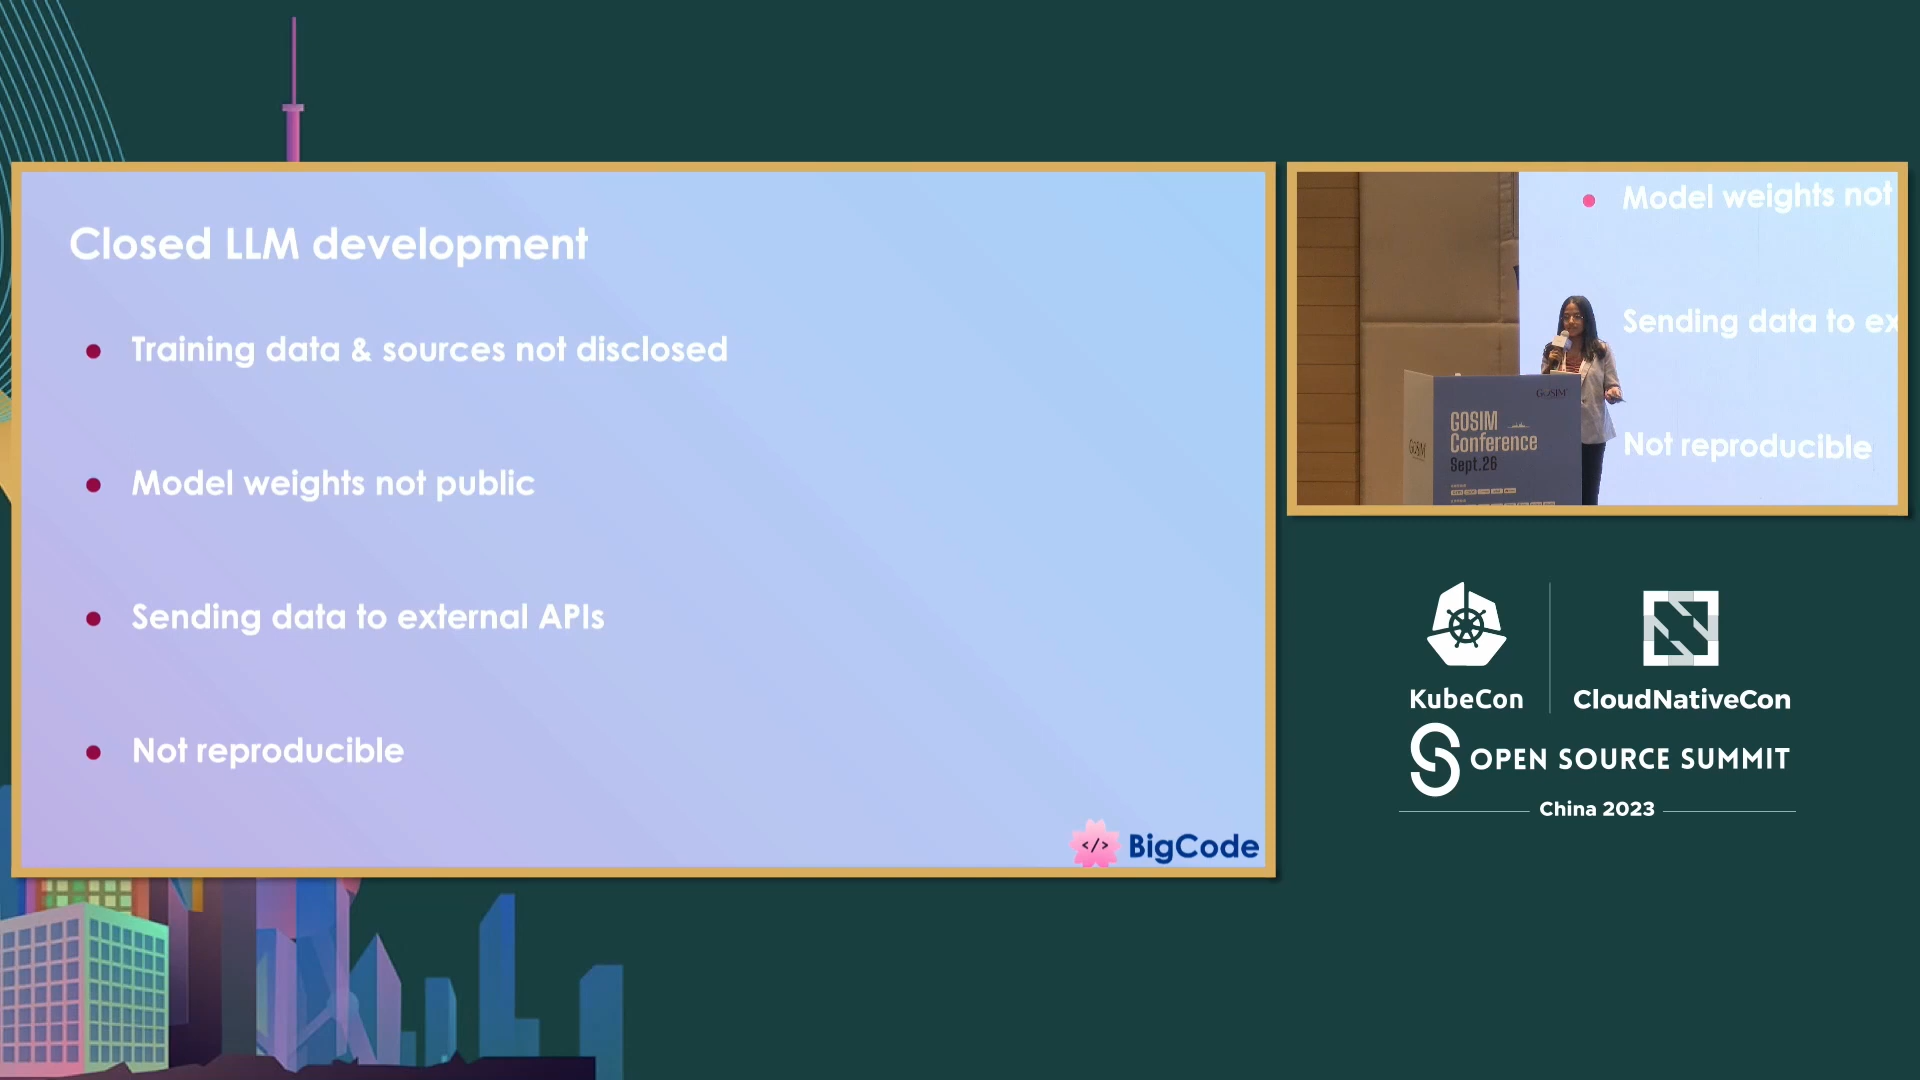 Closed LLM development
Training data & sources not disclosed
Model weights not public
Sending data to external APIs
Not reproducible
</> BigCode
Model weights not
Sending data to ex
Not reproducible
GOSIM
GOSIM
GOSIM
Conference
Sept.26
KubeCon
CloudNativeCon
OPEN SOURCE SUMMIT
China 2023